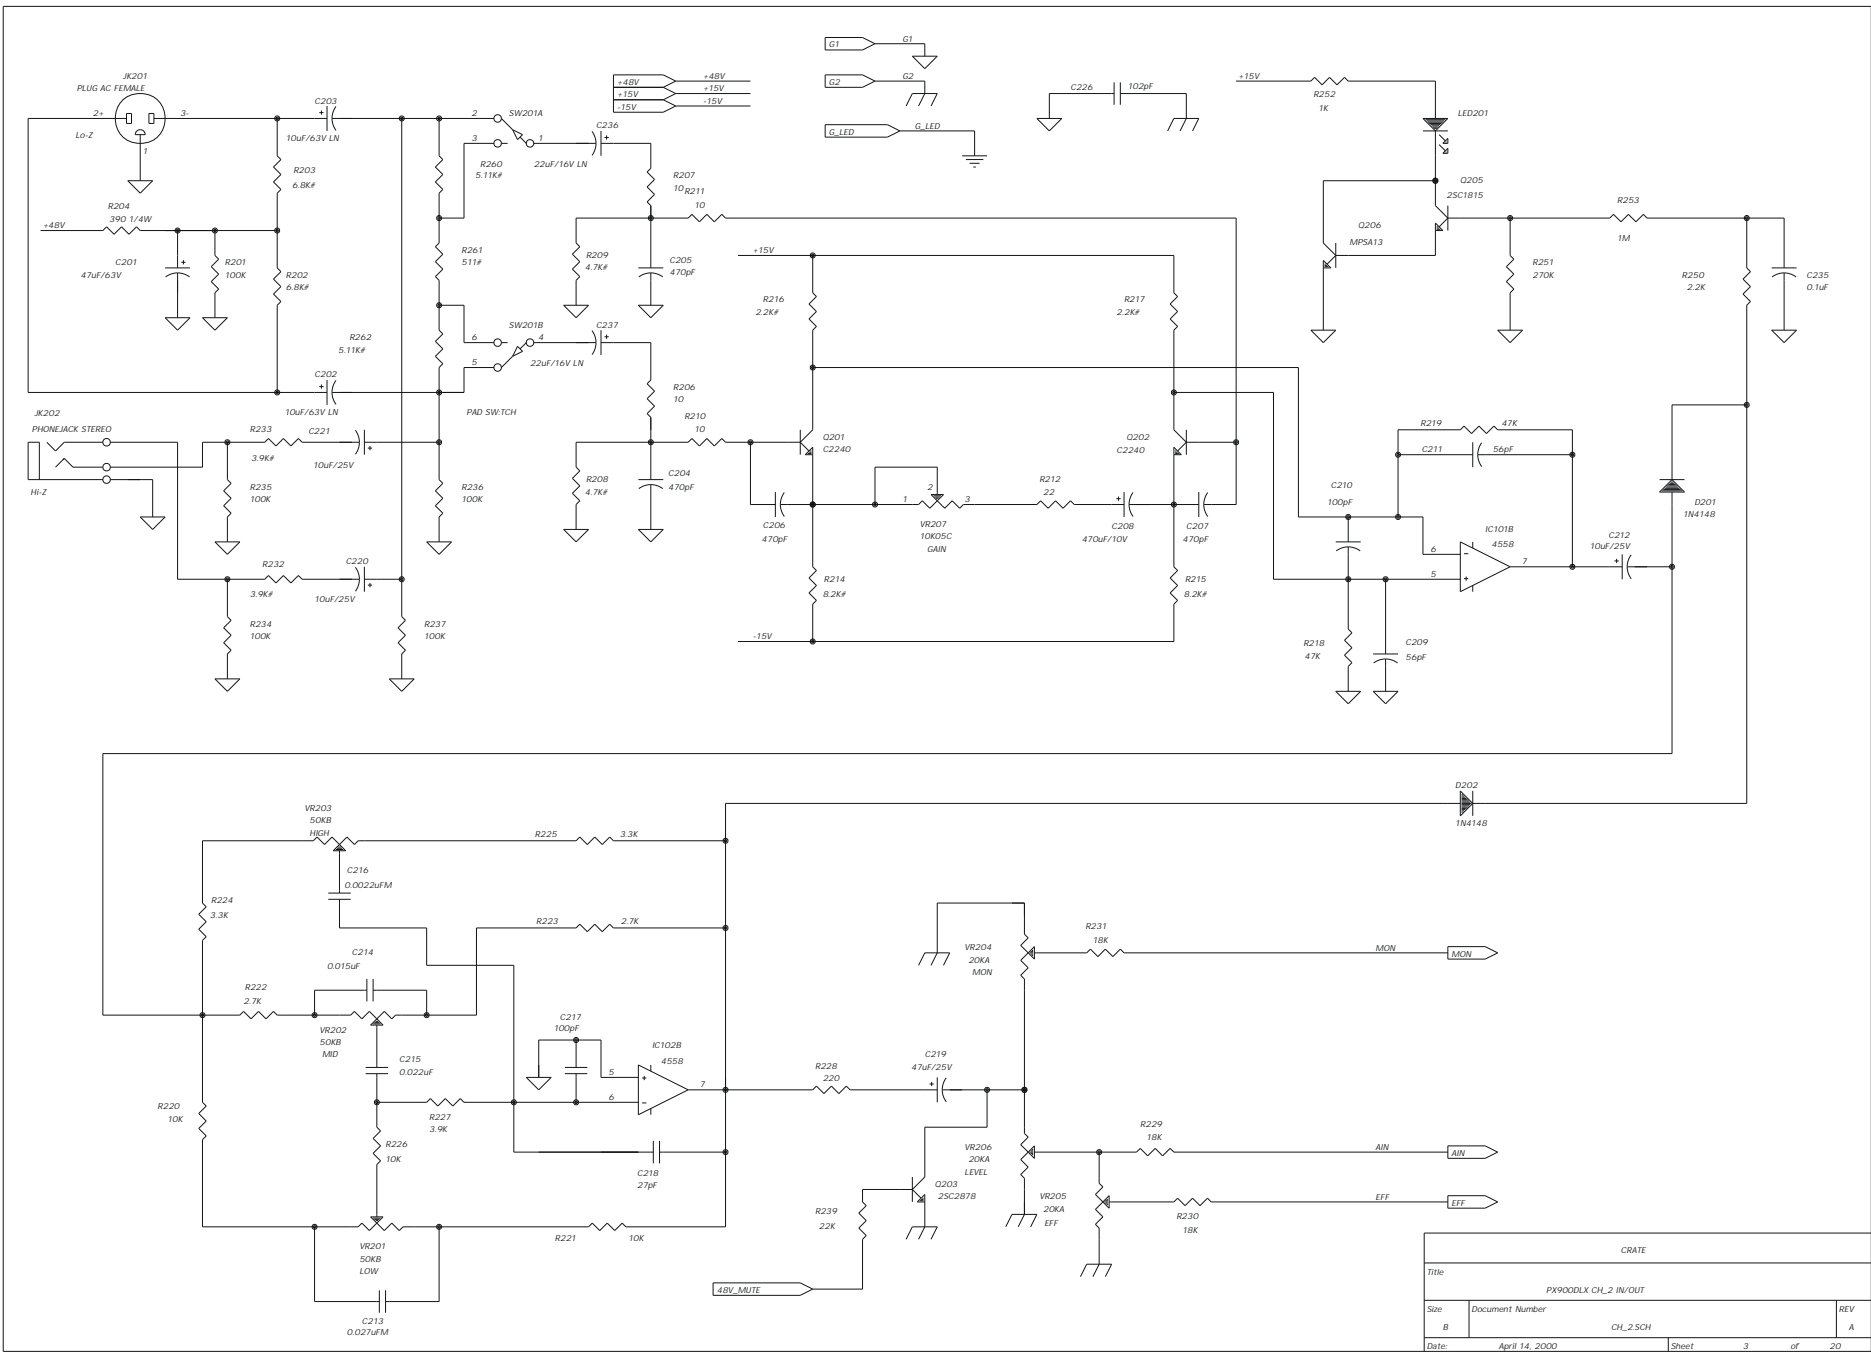 G1 G1
G2 G2
G_LED G_LED
+48V +48V
+15V +15V
-15V -15V
JK201
PLUG AC FEMALE
2+ 3-
Lo-Z
1
C203
10uF/63V LN
R203
6.8K#
R204
390 1/4W
+48V
C201
47uF/63V
R201
100K
R202
6.8K#
C202
10uF/63V LN
2 SW201A
3 1
R260
5.11K#
C236
22uF/16V LN
R261
511#
R262
5.11K#
SW201B
6 4
5
C237
22uF/16V LN
PAD SW:TCH
R207
10
R211
10
R209
4.7K#
C205
470pF
R206
10
R210
10
R208
4.7K#
C204
470pF
JK202
PHONEJACK STEREO
Hi-Z
R233
3.9K#
C221
10uF/25V
R235
100K
R236
100K
R232
3.9K#
C220
10uF/25V
R234
100K
R237
100K
+15V
R216
2.2K#
R217
2.2K#
Q201
C2240
Q202
C2240
C206
470pF
1 2 3
VR207
10K05C
GAIN
R212
22
C208
470uF/10V
C207
470pF
R214
8.2K#
R215
8.2K#
-15V
C226 102pF
+15V
R252
1K
LED201
Q205
2SC1815
Q206
MPSA13
R253
1M
R251
270K
R250
2.2K
C235
0.1uF
R219 47K
C211 56pF
C210
100pF
IC101B
4558
6
5
7
C212
10uF/25V
D201
1N4148
R218
47K
C209
56pF
D202
1N4148
VR203
50KB
HIGH
R225 3.3K
C216
0.0022uFM
R224
3.3K
R223 2.7K
C214
0.015uF
R222
2.7K
VR202
50KB
MID
C215
0.022uF
C217
100pF
IC102B
4558
5
6
7
R220
10K
R227
3.9K
R226
10K
C218
27pF
VR201
50KB
LOW
R221 10K
C213
0.027uFM
R228
220
C219
47uF/25V
Q203
2SC2878
R239
22K
48V_MUTE
VR204
20KA
MON
R231
18K
MON MON
VR206
20KA
LEVEL
R229
18K
AIN AIN
VR205
20KA
EFF
R230
18K
EFF EFF
CRATE
Title
PX900DLX CH_2 IN/OUT
Size Document Number REV
B CH_2.SCH A
Date: April 14, 2000 Sheet 3 of 20